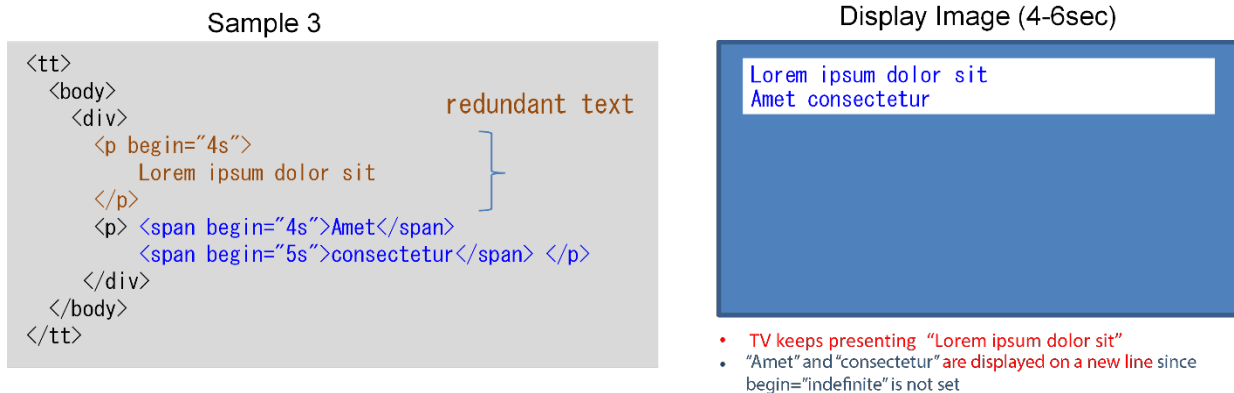 Sample 3
<tt>
<body>
<div>
redundant text
<p begin="4s">
Lorem ipsum dolor sit
</p>
<p> <span begin="4s">Amet</span>
<span begin="5s">consectetur</span> </p>
</div>
</body>
</tt>
Display Image (4-6sec)
Lorem ipsum dolor sit
Amet consectetur
• TV keeps presenting “Lorem ipsum dolor sit”
• “Amet” and “consectetur” are displayed on a new line since
begin=“indefinite” is not set